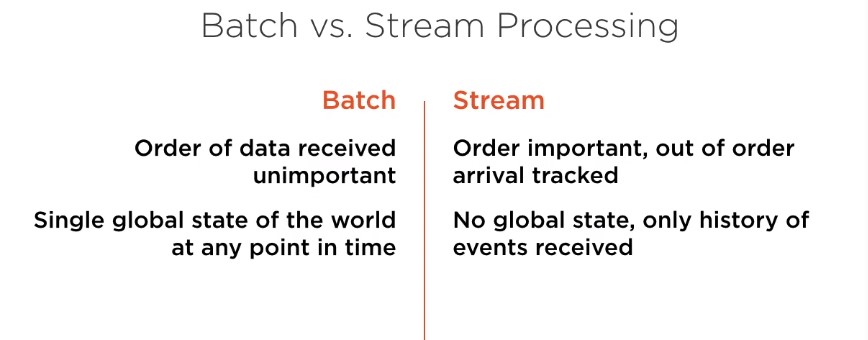 Batch vs. Stream Processing
Batch
Order of data received
unimportant
Single global state of the world
at any point in time
Stream
Order important, out of order
arrival tracked
No global state, only history of
events received